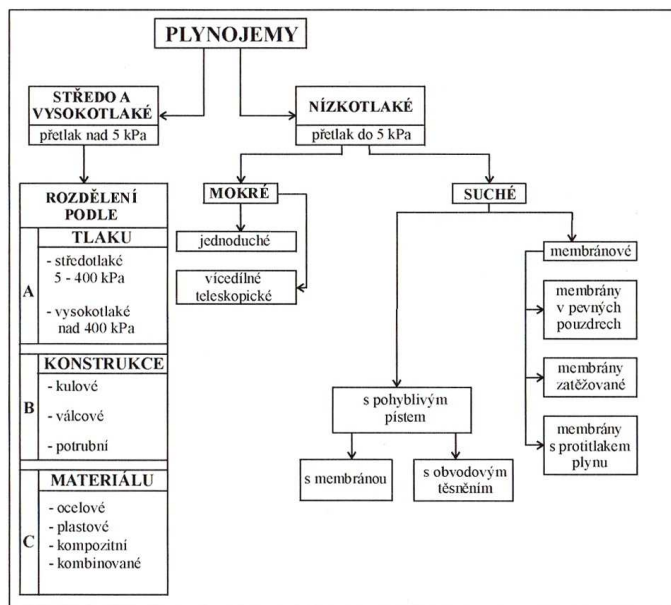 PLYNOJEMY
STŘEDO A
VYSOKOTLAKÉ
přetlak nad 5 kPa
NÍZKOTLAKÉ
přetlak do 5 kPa
ROZDĚLENÍ
PODLE
A
TLAKU
- středotlaké
5 - 400 kPa
- vysokotlaké
nad 400 kPa
B
KONSTRUKCE
- kulové
- válcové
- potrubní
C
MATERIÁLU
- ocelové
- plastové
- kompozitní
- kombinované
MOKRÉ
jednoduché
vícedílné
teleskopické
SUCHÉ
s pohyblivým
pístem
s membránou
s obvodovým
těsněním
membránové
membrány
v pevných
pouzdrech
membrány
zatěžované
membrány
s protitlakem
plynu